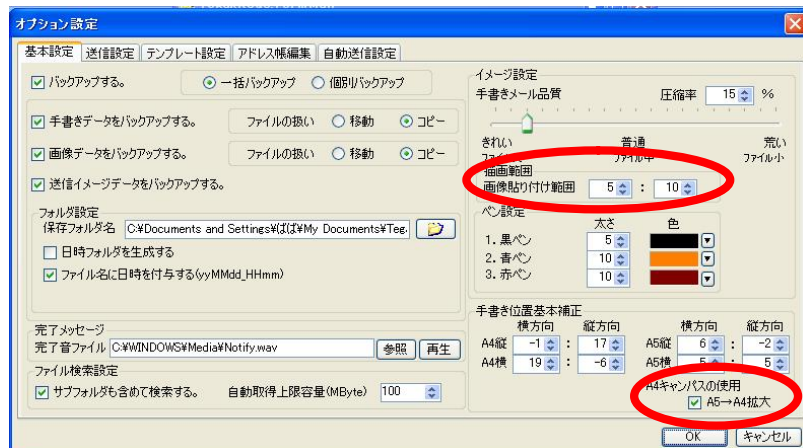 オプション設定
基本設定 送信設定 テンプレート設定 アドレス帳編集 自動送信設定
バックアップする。 一括バックアップ 個別バックアップ
手書きデータをバックアップする。 ファイルの扱い 移動 コピー
画像データをバックアップする。 ファイルの扱い 移動 コピー
送信イメージデータをバックアップする。
フォルダ設定
保存フォルダ名 C:¥Documents and Settings¥ばば¥My Documents¥Teg.
日時フォルダを生成する
ファイル名に日時を付与する(yyMMdd_HHmm)
完了メッセージ
完了音ファイル C:¥WINDOWS¥Media¥Notify.wav 参照 再生
ファイル検索設定
サブフォルダも含めて検索する。 自動取得上限容量(MByte) 100
イメージ設定
手書きメール品質 圧縮率 15 %
きれい 普通 荒い
ファイル中 ファイル小
描画範囲
画像貼り付け範囲 5 : 10
ペン設定
太さ 色
1. 黒ペン 5
2. 青ペン 10
3. 赤ペン 10
手書き位置基本補正
横方向 縦方向 横方向 縦方向
A4縦 -1 : 17 A5縦 6 : -2
A4横 19 : -6 A5横 5 : 5
A4キャンパスの使用
A5→A4拡大
OK キャンセル